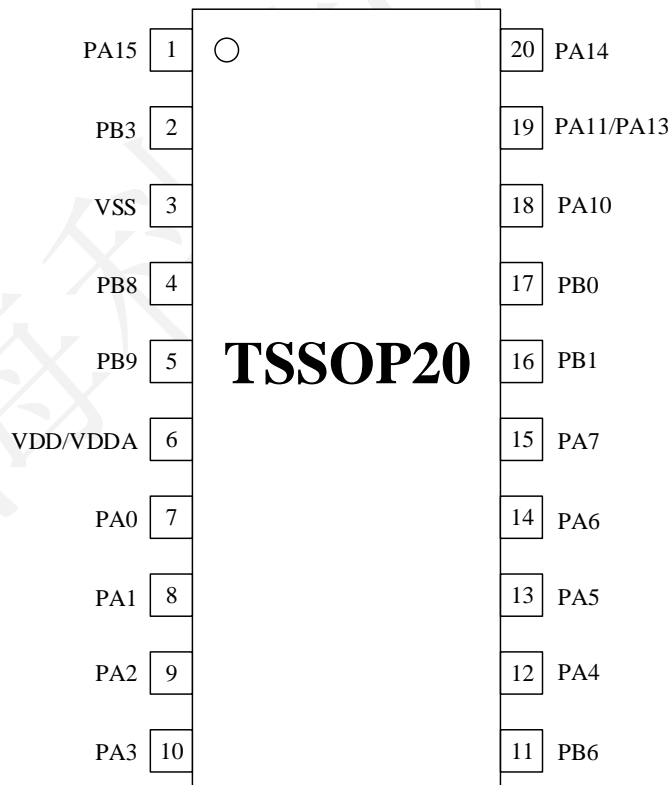 PA15 1 20 PA14
PB3 2 19 PA11/PA13
VSS 3 18 PA10
PB8 4 17 PB0
PB9 5 TSSOP20 16 PB1
VDD/VDDA 6 15 PA7
PA0 7 14 PA6
PA1 8 13 PA5
PA2 9 12 PA4
PA3 10 11 PB6
海科